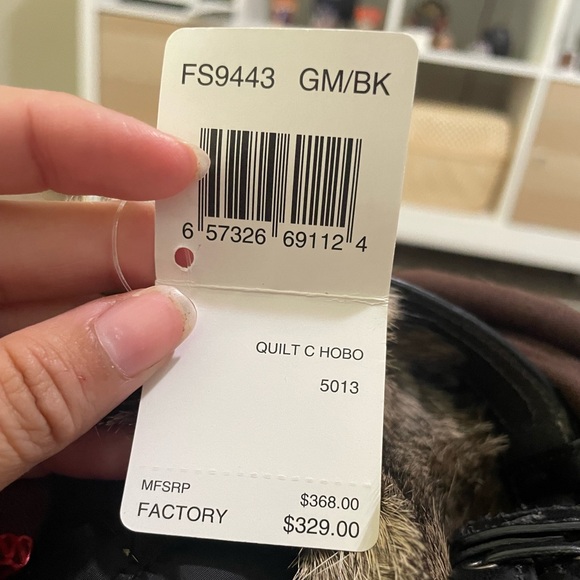 FS9443 GM/BK
6 57326 69112 4
QUILT C HOBO
5013
MFSRP $368.00
FACTORY $329.00